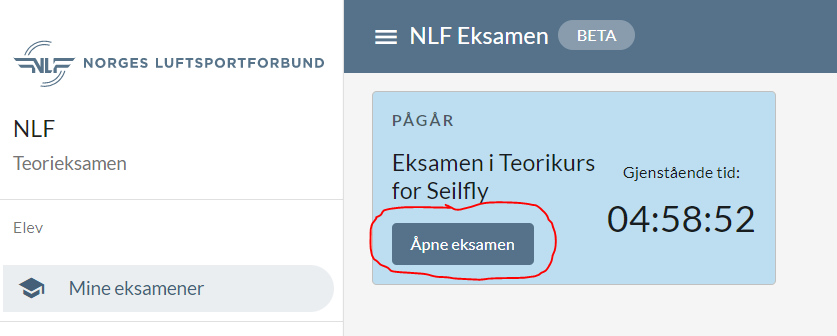 NLF NORGES LUFTSPORTFORBUND
NLF
Teorieksamen
Elev
Mine eksamener
NLF Eksamen BETA
PÅGÅR
Eksamen i Teorikurs
for Seilfly
Åpne eksamen
Gjenstående tid:
04:58:52